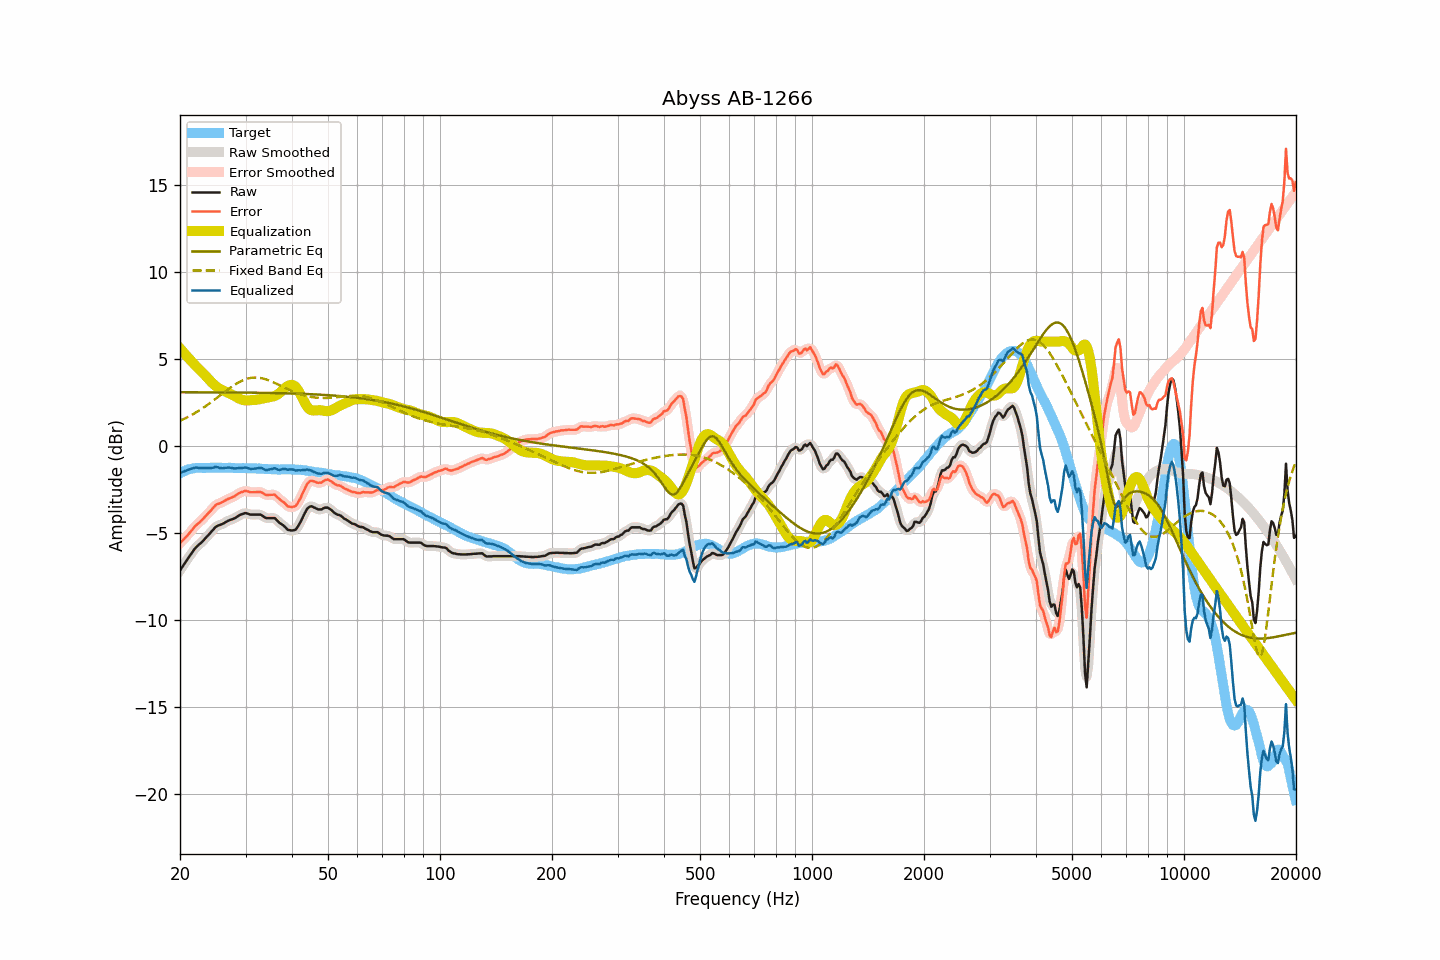 Abyss AB-1266
Target
Raw Smoothed
Error Smoothed
Raw
Error
Equalization
Parametric Eq
Fixed Band Eq
Equalized
15
10
5
0
−5
−10
−15
−20
Amplitude (dBr)
20 50 100 200 500 1000 2000 5000 10000 20000
Frequency (Hz)